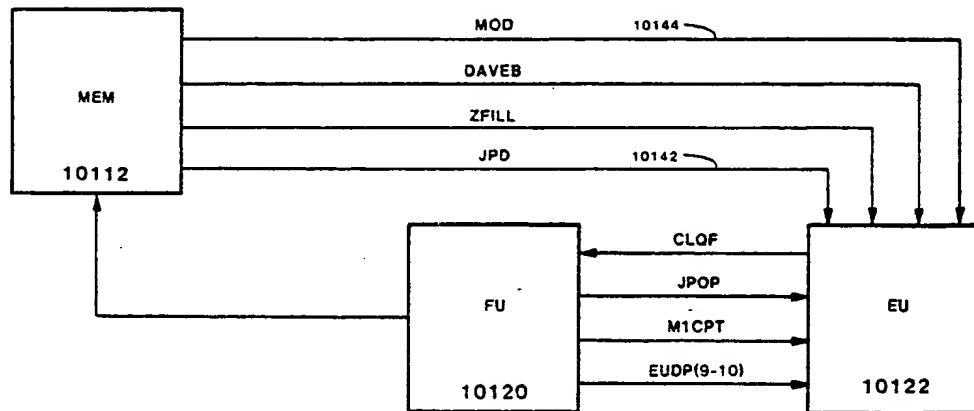 MOD
10144
DAVEB
MEM
ZFILL
JPD
10142
10112
CLQF
JPOP
FU
EU
M1CPT
EUDP(9-10)
10120
10122